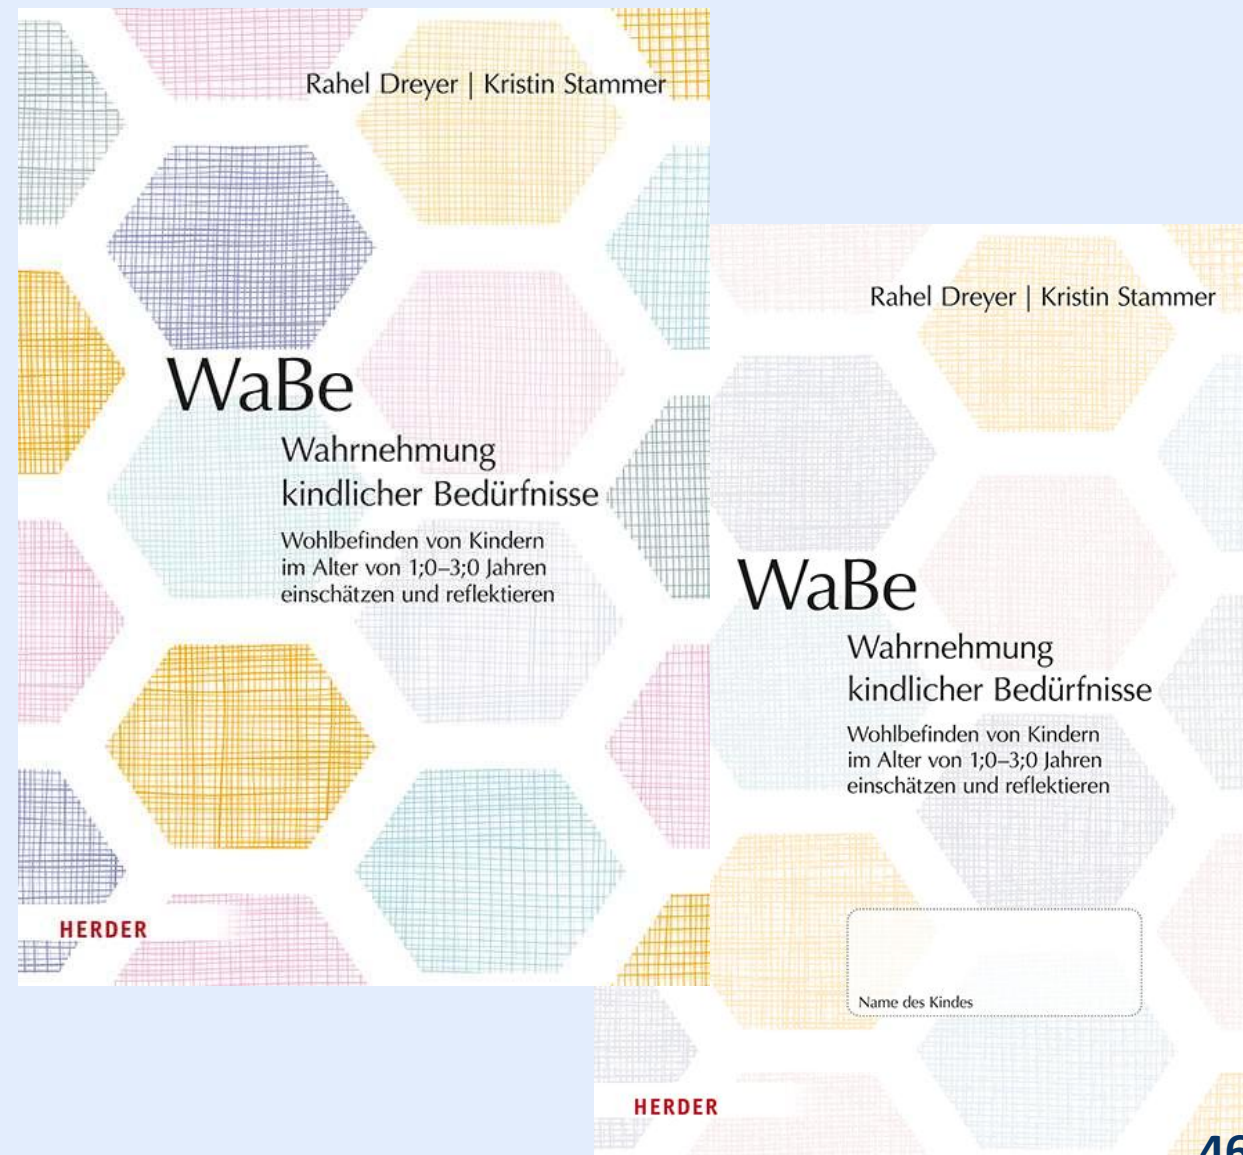 Rahel Dreyer | Kristin Stammer
WaBe
Wahrnehmung
kindlicher Bedürfnisse
Wohlbefinden von Kindern
im Alter von 1;0–3;0 Jahren
einschätzen und reflektieren
HERDER
Rahel Dreyer | Kristin Stammer
WaBe
Wahrnehmung
kindlicher Bedürfnisse
Wohlbefinden von Kindern
im Alter von 1;0–3;0 Jahren
einschätzen und reflektieren
Name des Kindes
HERDER
46